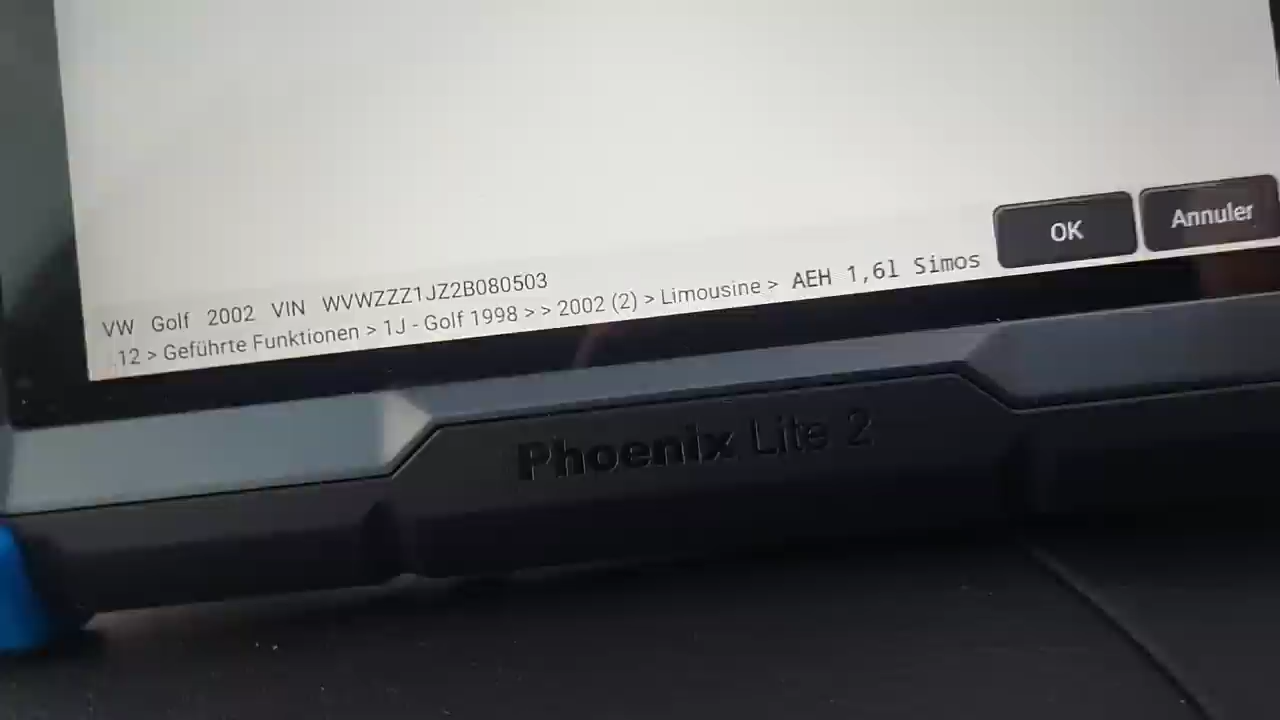 OK
Annuler
VW Golf 2002 VIN WVWZZZ1JZ2B080503
.12 > Geführte Funktionen > 1J - Golf 1998 > > 2002 (2) > Limousine > AEH 1,6l Simos
Phoenix Lite 2